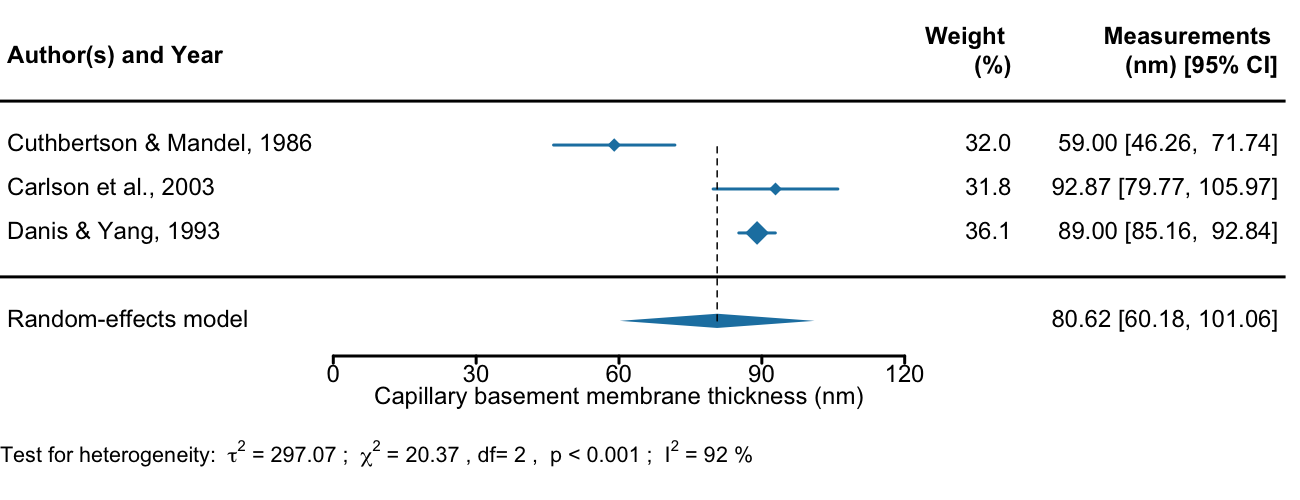 Author(s) and Year Weight (%) Measurements (nm) [95% CI]
Cuthbertson & Mandel, 1986 32.0 59.00 [46.26, 71.74]
Carlson et al., 2003 31.8 92.87 [79.77, 105.97]
Danis & Yang, 1993 36.1 89.00 [85.16, 92.84]
Random-effects model 80.62 [60.18, 101.06]
0 30 60 90 120
Capillary basement membrane thickness (nm)
Test for heterogeneity: τ² = 297.07 ; χ² = 20.37 , df= 2 , p < 0.001 ; I² = 92 %